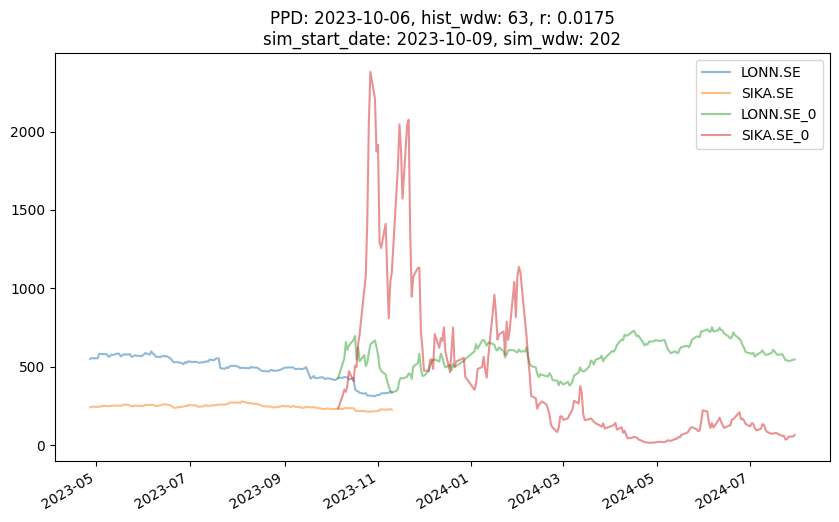 PPD: 2023-10-06, hist_wdw: 63, r: 0.0175
sim_start_date: 2023-10-09, sim_wdw: 202
LONN.SE
SIKA.SE
LONN.SE_0
SIKA.SE_0
2000
1500
1000
500
0
2023-05
2023-07
2023-09
2023-11
2024-01
2024-03
2024-05
2024-07